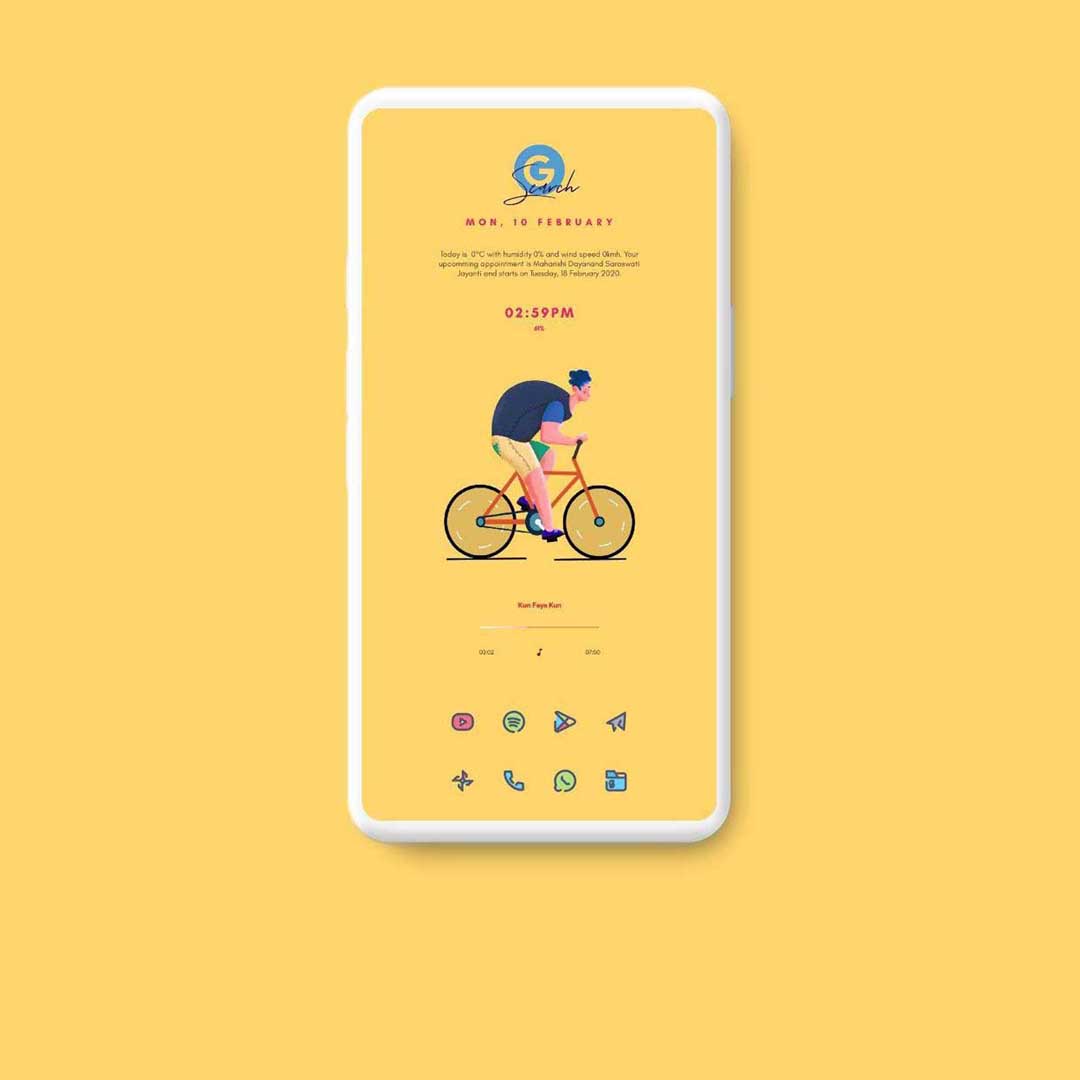 G
Search
MON, 10 FEBRUARY
Today is 0°C with humidity 0% and wind speed 0kmh. Your
upcomming appointment is Maharishi Dayanand Saraswati
Jayanti and starts on Tuesday, 18 February 2020.
02:59PM
61%
Kun Faya Kun
03:02 07:50